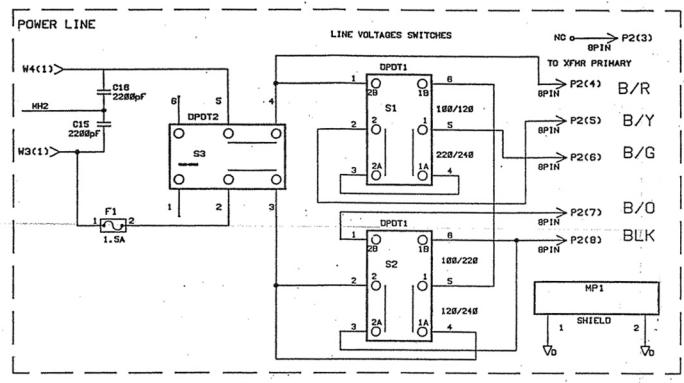 POWER LINE
LINE VOLTAGES SWITCHES
NC 8PIN P2(3)
TO XFMR PRIMARY
W4(1)
C16
2200pF
MH2
C15
2200pF
W3(1)
F1
1 2
1.5A
6 5 4
DPDT2
S3
1 2 3
DPDT1
1 6
2B 1B
S1
100/120
2 5
2 1
220/240
3 4
2A 1A
DPDT1
1 6
2B 1B
S2
100/220
2 5
2 1
120/240
3 4
2A 1A
8PIN P2(4) B/R
8PIN P2(5) B/Y
8PIN P2(6) B/G
8PIN P2(7) B/O
8PIN P2(8) BLK
MP1
SHIELD
1 2
D D